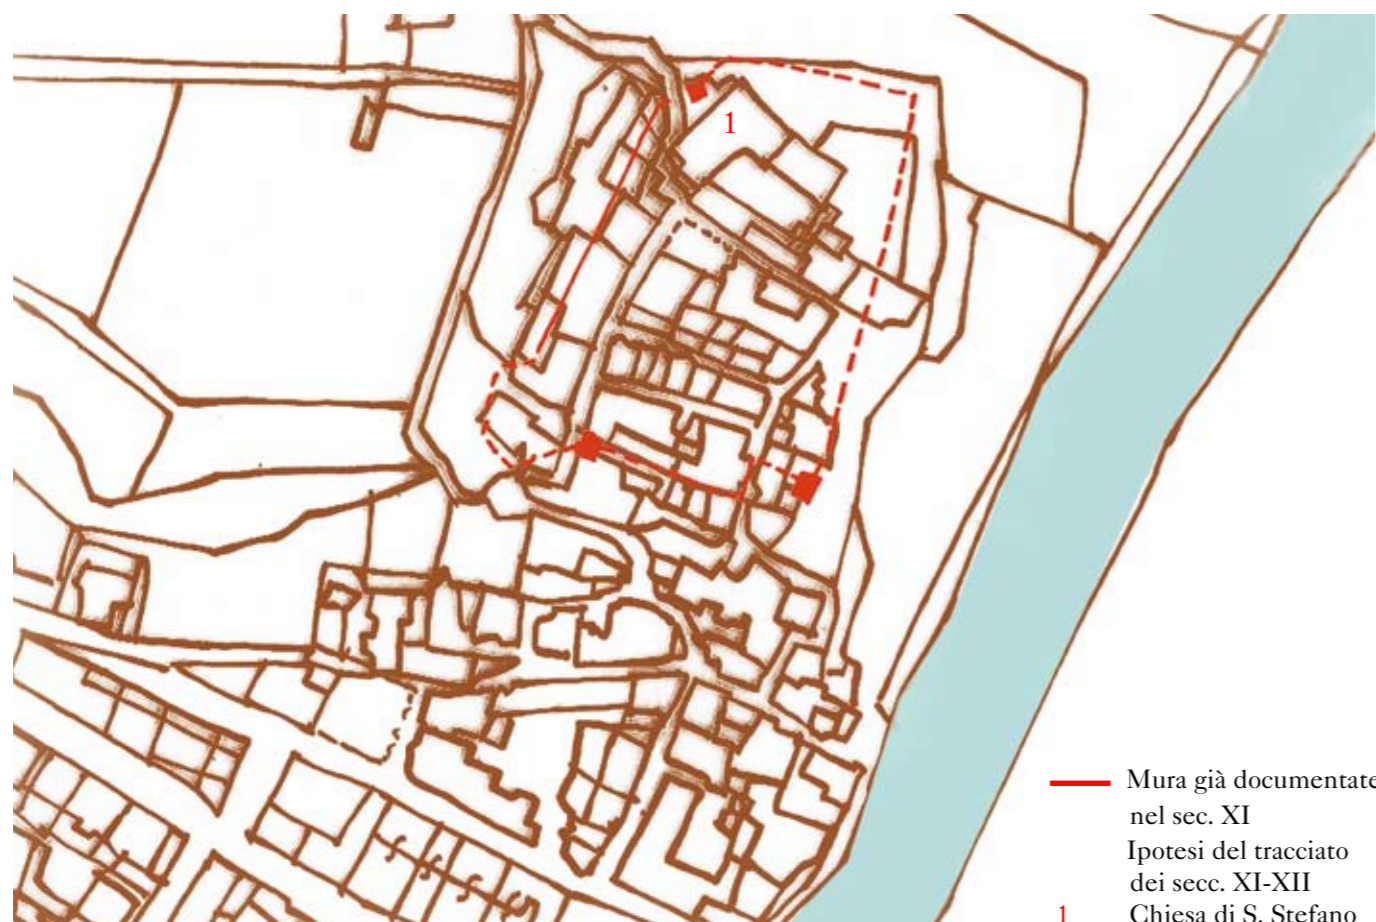 1
Mura già documentate
nel sec. XI
Ipotesi del tracciato
dei secc. XI-XII
1 Chiesa di S. Stefano